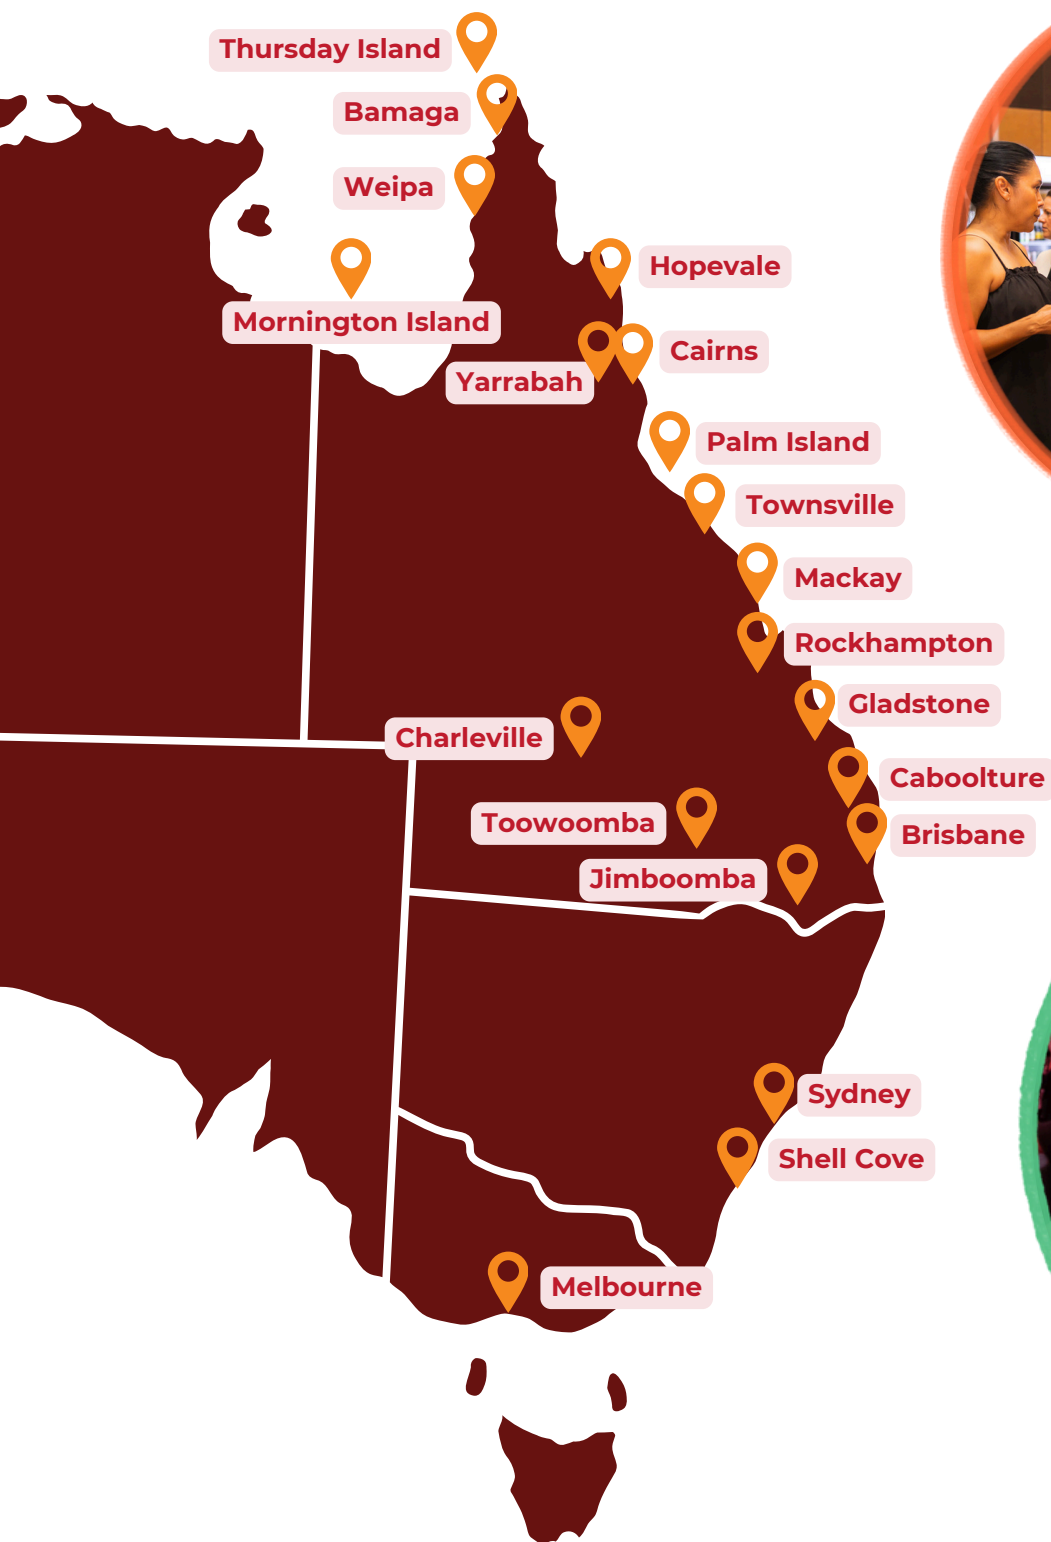 Thursday Island
Bamaga
Weipa
Hopevale
Mornington Island
Cairns
Yarrabah
Palm Island
Townsville
Mackay
Rockhampton
Gladstone
Charleville
Caboolture
Toowoomba
Brisbane
Jimboomba
Sydney
Shell Cove
Melbourne